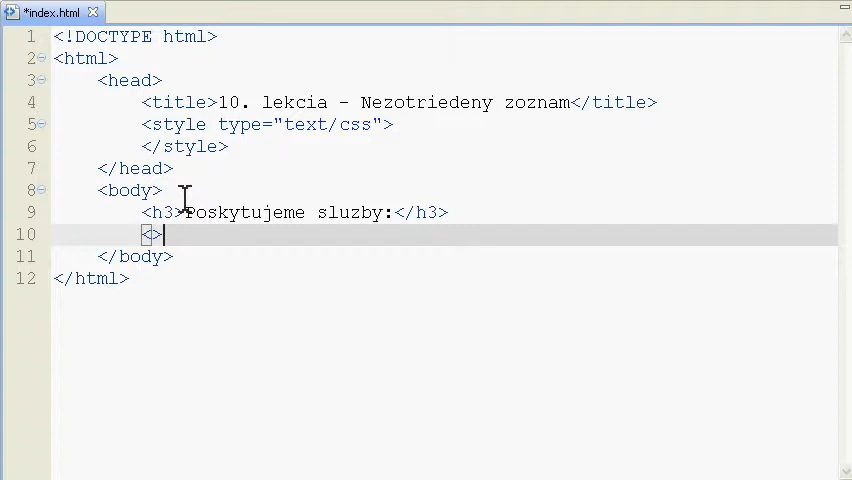 *index.html
1 <!DOCTYPE html>
2 <html>
3 <head>
4 <title>10. lekcia - Nezotriedeny zoznam</title>
5 <style type="text/css">
6 </style>
7 </head>
8 <body>
9 <h3>Poskytujeme sluzby:</h3>
10 <>
11 </body>
12 </html>